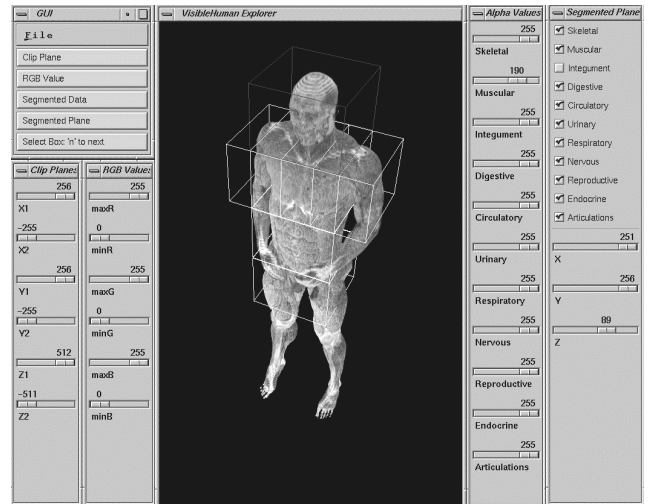 GUI
File
Clip Plane
RGB Value
Segmented Data
Segmented Plane
Select Box: 'n' to next
Clip Planes
256
X1
-255
X2
256
Y1
-255
Y2
512
Z1
-511
Z2
RGB Values
255
maxR
0
minR
255
maxG
0
minG
255
maxB
0
minB
VisibleHuman Explorer
Alpha Values
255
Skeletal
190
Muscular
255
Integument
255
Digestive
255
Circulatory
255
Urinary
255
Respiratory
255
Nervous
255
Reproductive
255
Endocrine
255
Articulations
Segmented Plane
Skeletal
Muscular
Integument
Digestive
Circulatory
Urinary
Respiratory
Nervous
Reproductive
Endocrine
Articulations
251
X
256
Y
89
Z